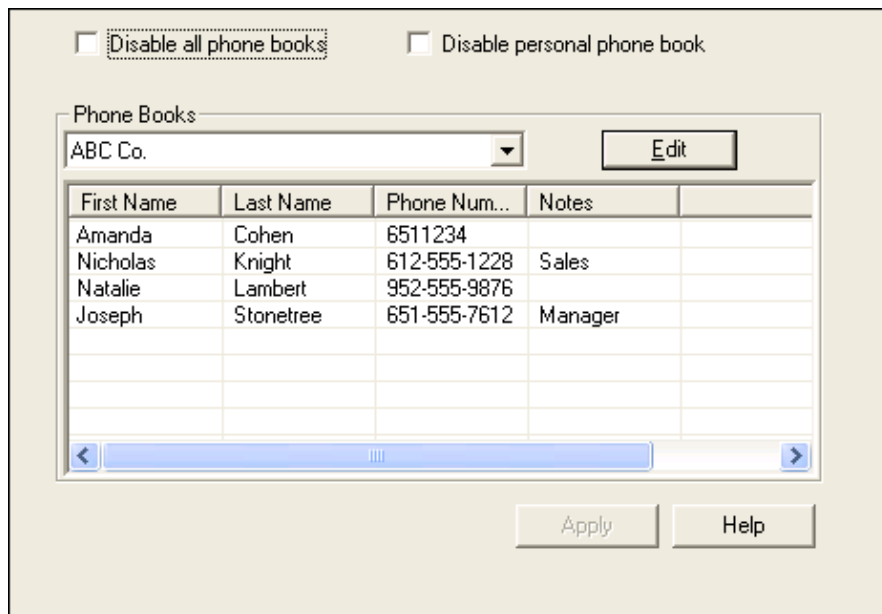 Disable all phone books Disable personal phone book
Phone Books
ABC Co. Edit
First Name Last Name Phone Num... Notes
Amanda Cohen 6511234
Nicholas Knight 612-555-1228 Sales
Natalie Lambert 952-555-9876
Joseph Stonetree 651-555-7612 Manager
Apply Help